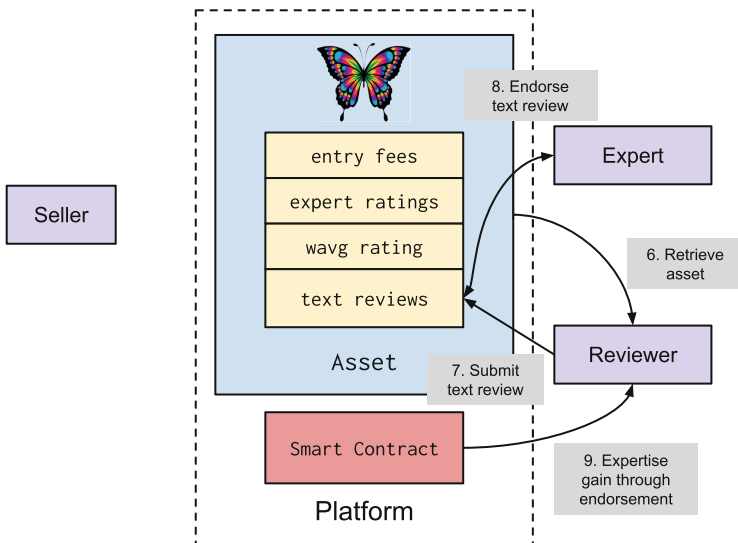 8. Endorse
text review
entry fees
Expert
expert ratings
Seller
wavg rating
6. Retrieve
asset
text reviews
Reviewer
Asset
7. Submit
text review
Smart Contract
9. Expertise
gain through
endorsement
Platform